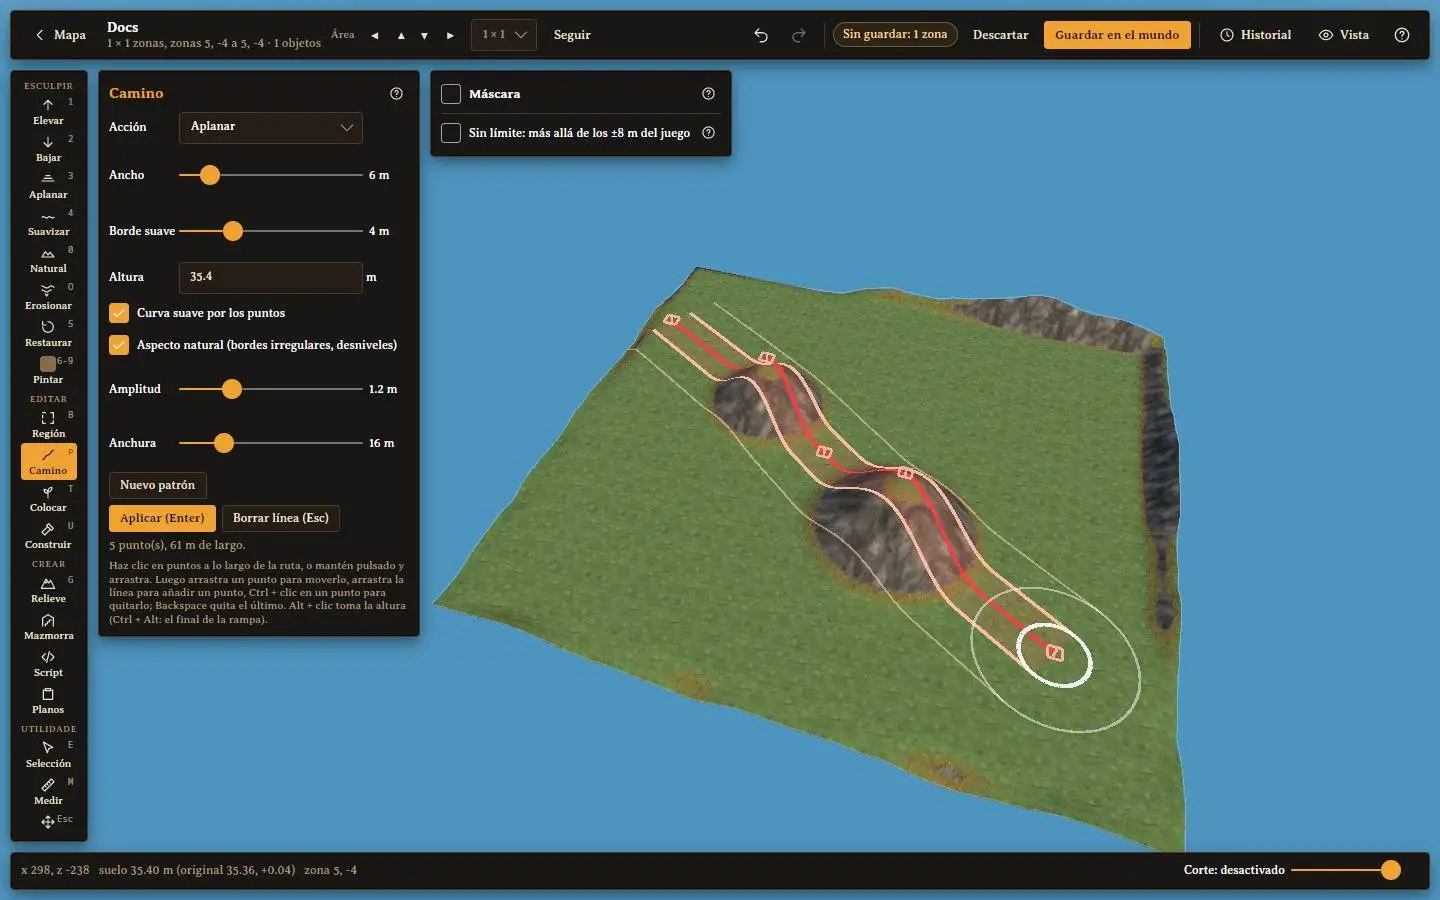 Mapa
Docs
1 × 1 zonas, zonas 5, -4 a 5, -4 · 1 objetos
Área
1 × 1
Seguir
Sin guardar: 1 zona
Descartar
Guardar en el mundo
Historial
Vista
ESCULPIR
1
Elevar
2
Bajar
3
Aplanar
4
Suavizar
0
Natural
O
Erosionar
5
Restaurar
6-9
Pintar
EDITAR
B
Región
P
Camino
T
Colocar
U
Construir
CREAR
G
Relieve
Mazmorra
Script
Planos
UTILIDADE
E
Selección
M
Medir
Esc
Camino
Acción
Aplanar
Ancho
6 m
Borde suave
4 m
Altura
35.4
m
Curva suave por los puntos
Aspecto natural (bordes irregulares, desniveles)
Amplitud
1.2 m
Anchura
16 m
Nuevo patrón
Aplicar (Enter)
Borrar línea (Esc)
5 punto(s), 61 m de largo.
Haz clic en puntos a lo largo de la ruta, o mantén pulsado y
arrastra. Luego arrastra un punto para moverlo, arrastra la
línea para añadir un punto, Ctrl + clic en un punto para
quitarlo; Backspace quita el último. Alt + clic toma la altura
(Ctrl + Alt: el final de la rampa).
Máscara
Sin límite: más allá de los ±8 m del juego
x 298, z -238 suelo 35.40 m (original 35.36, +0.04) zona 5, -4
Corte: desactivado